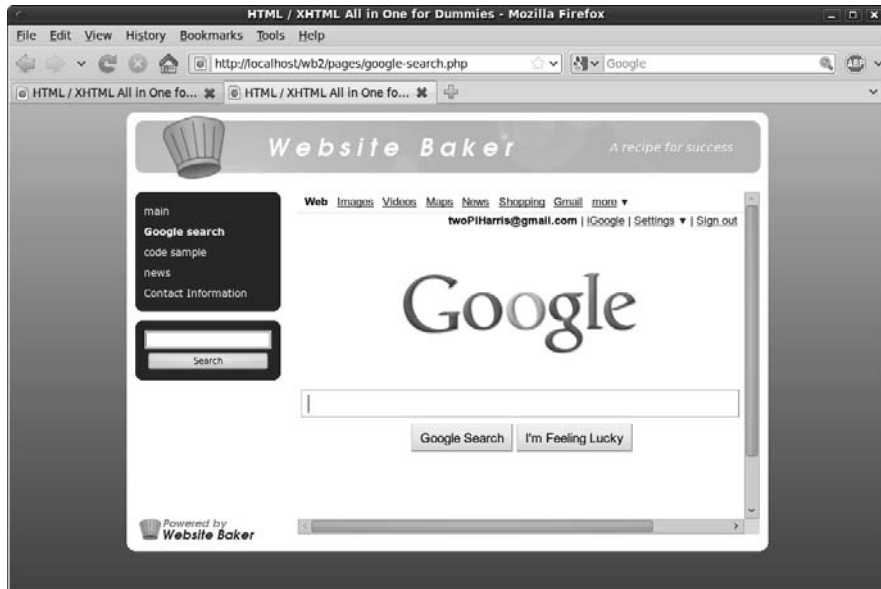 HTML / XHTML All in One for Dummies - Mozilla Firefox
File Edit View History Bookmarks Tools Help
http://localhost/wb2/pages/google-search.php Google ABP
HTML / XHTML All in One fo... HTML / XHTML All in One fo...
Website Baker A recipe for success
Web Images Videos Maps News Shopping Gmail more ▼
twoPiHarris@gmail.com | iGoogle | Settings ▼ | Sign out
main
Google search
code sample
news
Contact Information
Search
Google
Google Search I'm Feeling Lucky
Powered by
Website Baker